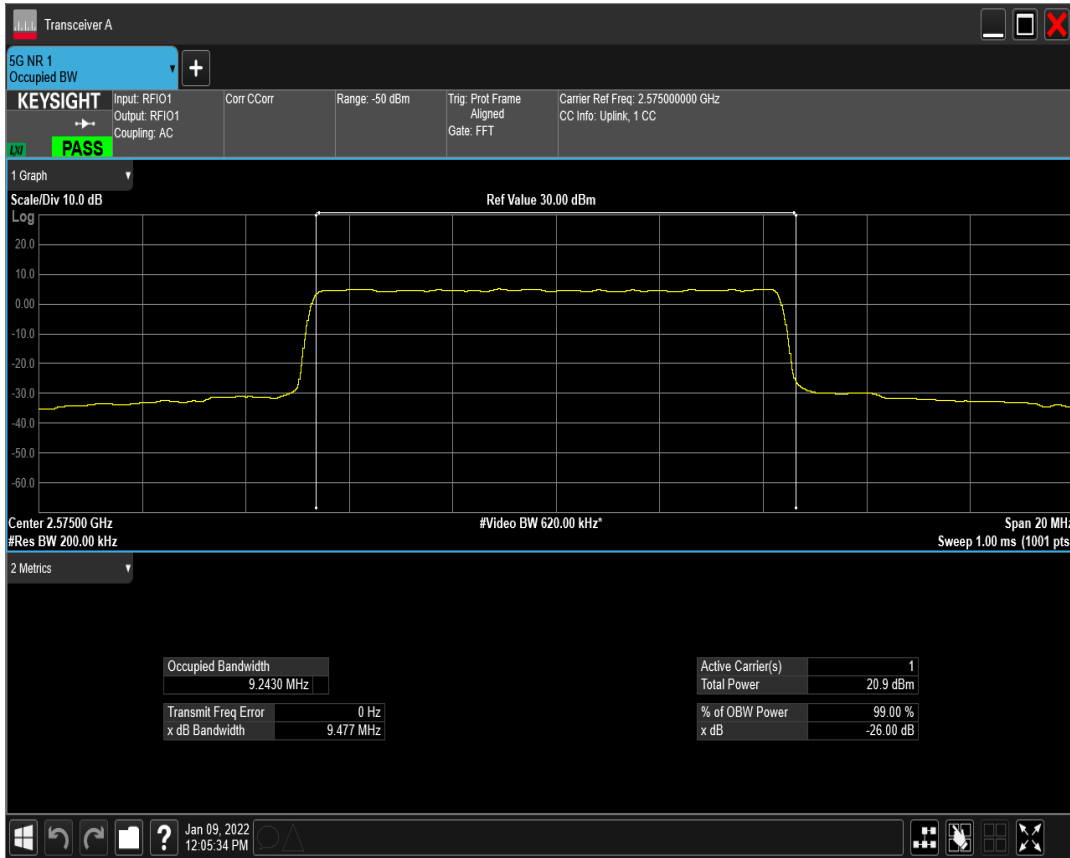 Transceiver A
5G NR 1
Occupied BW
+
KEYSIGHT
Input: RFIO1
Output: RFIO1
Coupling: AC
Corr CCorr
Range: -50 dBm
Trig: Prot Frame
Aligned
Gate: FFT
Carrier Ref Freq: 2.575000000 GHz
CC Info: Uplink, 1 CC
LXI
PASS
1 Graph
Scale/Div 10.0 dB
Ref Value 30.00 dBm
Log
20.0
10.0
0.00
-10.0
-20.0
-30.0
-40.0
-50.0
-60.0
Center 2.57500 GHz
#Video BW 620.00 kHz*
Span 20 MHz
#Res BW 200.00 kHz
Sweep 1.00 ms (1001 pts
2 Metrics
Occupied Bandwidth
9.2430 MHz
Transmit Freq Error 0 Hz
x dB Bandwidth 9.477 MHz
Active Carrier(s) 1
Total Power 20.9 dBm
% of OBW Power 99.00 %
x dB -26.00 dB
?
Jan 09, 2022
12:05:34 PM